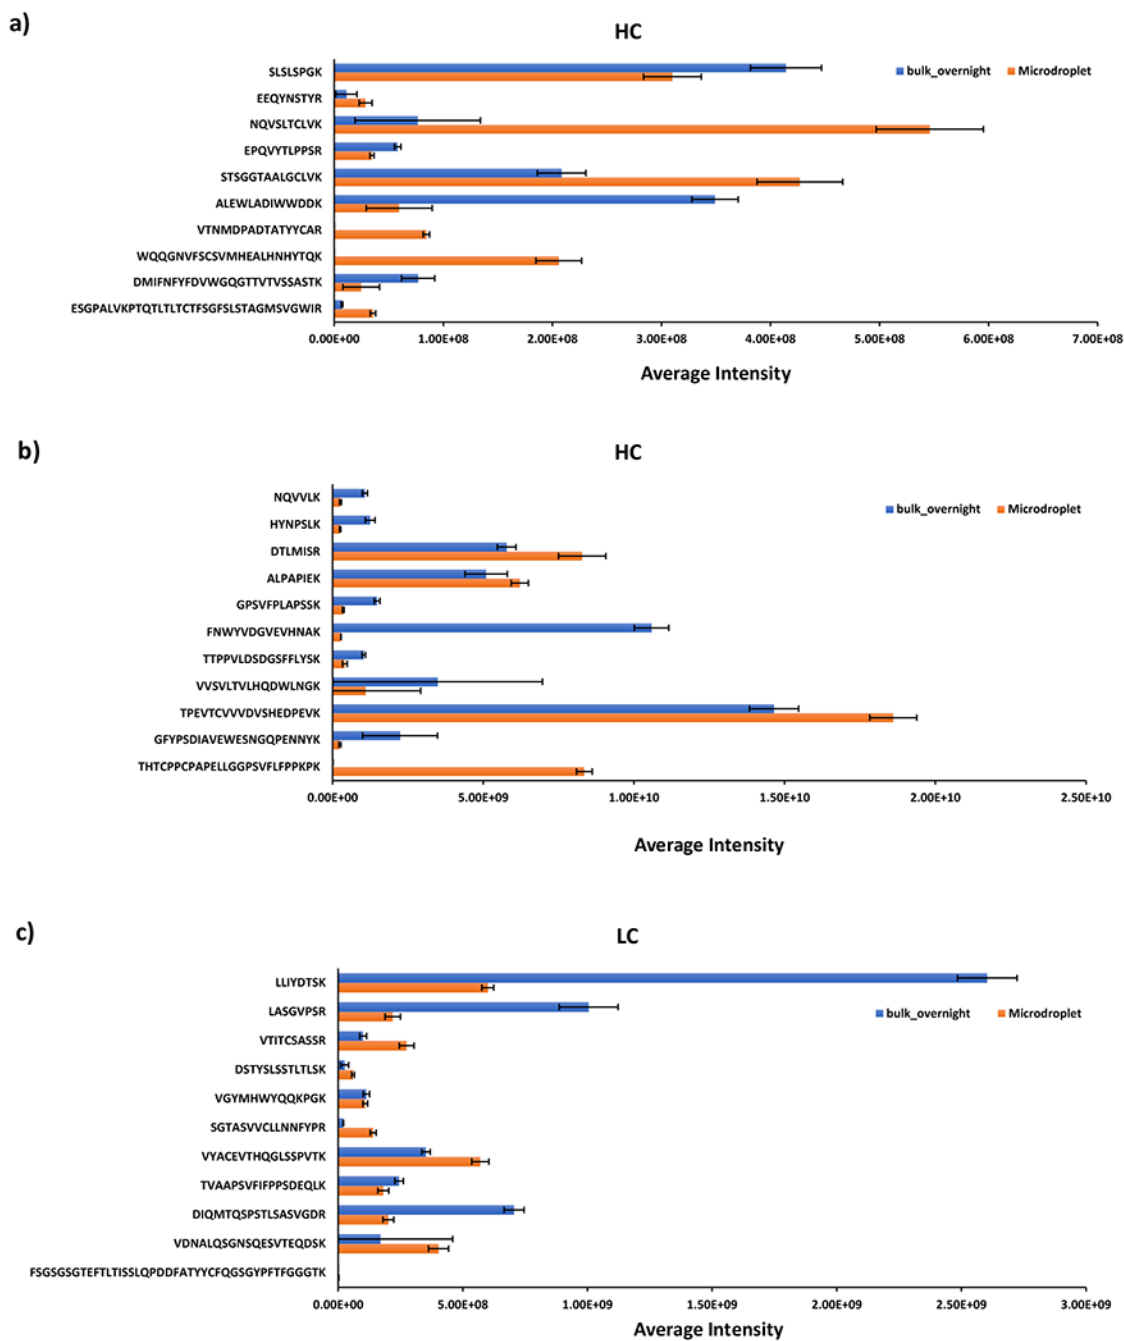 a)
HC
bulk_overnight
Microdroplet
SLSLSPGK
EEQYNSTYR
NQVSLTCLVK
EPQVYTLPPSR
STSGGTAALGCLVK
ALEWLADIWWDDK
VTNMDPADTATYYCAR
WQQGNVFSCSVMHEALHNHYTQK
DMIFNFYFDVWGQGTTVTVSSASTK
ESGPALVKPTQTLTLTCTFSGFSLSTAGMSVGWIR
0.00E+00 1.00E+08 2.00E+08 3.00E+08 4.00E+08 5.00E+08 6.00E+08 7.00E+08
Average Intensity
b)
HC
bulk_overnight
Microdroplet
NQVVLK
HYNPSLK
DTLMISR
ALPAPIEK
GPSVFPLAPSSK
FNWYVDGVEVHNAK
TTPPVLDSDGSFFLYSK
VVSVLTVLHQDWLNGK
TPEVTCVVVDVSHEDPEVK
GFYPSDIAVEWESNGQPENNYK
THTCPPCPAPELLGGPSVFLFPPKPK
0.00E+00 5.00E+09 1.00E+10 1.50E+10 2.00E+10 2.50E+10
Average Intensity
c)
LC
bulk_overnight
Microdroplet
LLIYDTSK
LASGVPSR
VTITCSASSR
DSTYSLSSTLTLSK
VGYMHWYQQKPGK
SGTASVVCLLNNFYPR
VYACEVTHQGLSSPVTK
TVAAPSVFIFPPSDEQLK
DIQMTQSPSTLSASVGDR
VDNALQSGNSQESVTEQDSK
FSGSGSGTEFTLTISSLQPDDFATYYCFQGSGYPFTFGGGTK
0.00E+00 5.00E+08 1.00E+09 1.50E+09 2.00E+09 2.50E+09 3.00E+09
Average Intensity